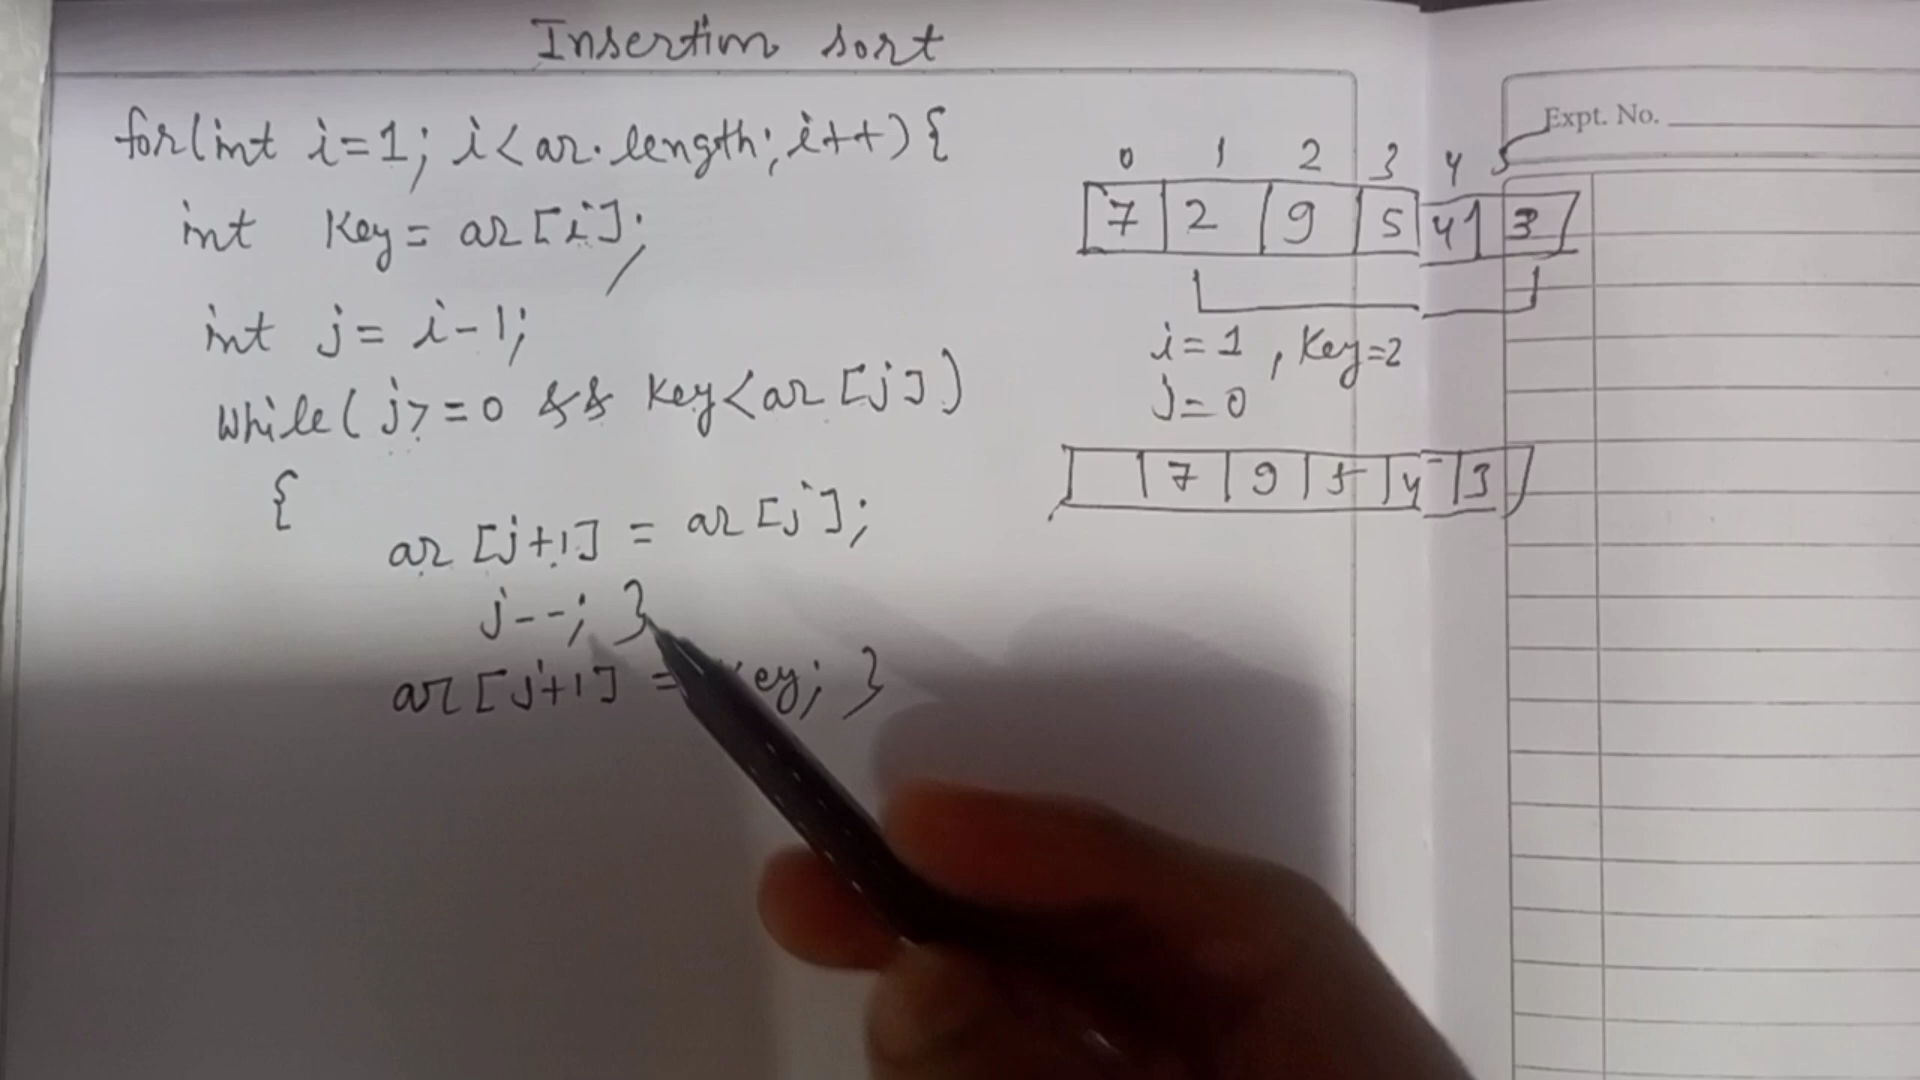 Insertion sort
for(int i=1; i<ar.length; i++){
int Key = ar[i];
int j = i-1;
While( j>=0 && Key<ar[j])
{
ar[j+1] = ar[j];
j--; }
ar[j+1] = Key; }
0 1 2 3 4 5
7 2 9 5 4 3
i=1, Key=2
j=0
7 9 5 4 3
Expt. No.